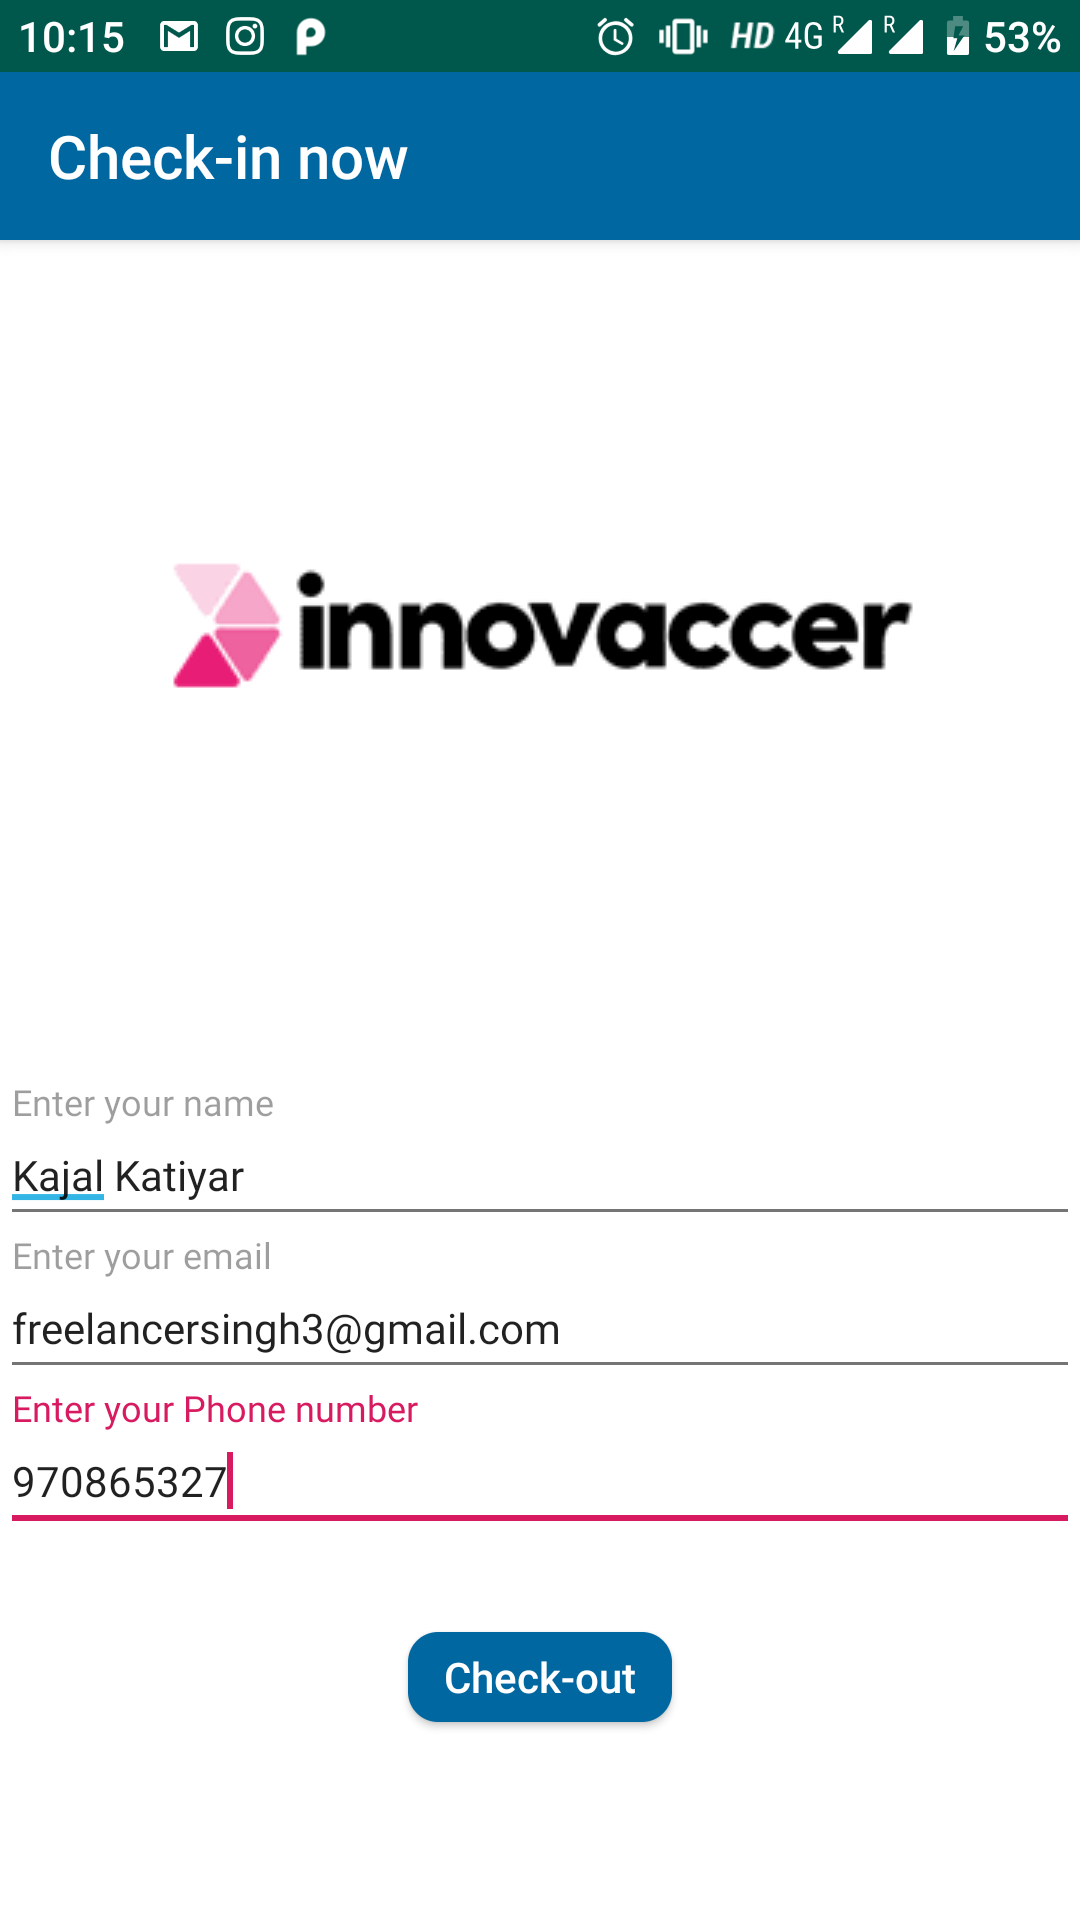 10:15 HD 4G R R 53%
Check-in now
innovaccer
Enter your name
Kajal Katiyar
Enter your email
freelancersingh3@gmail.com
Enter your Phone number
970865327
Check-out